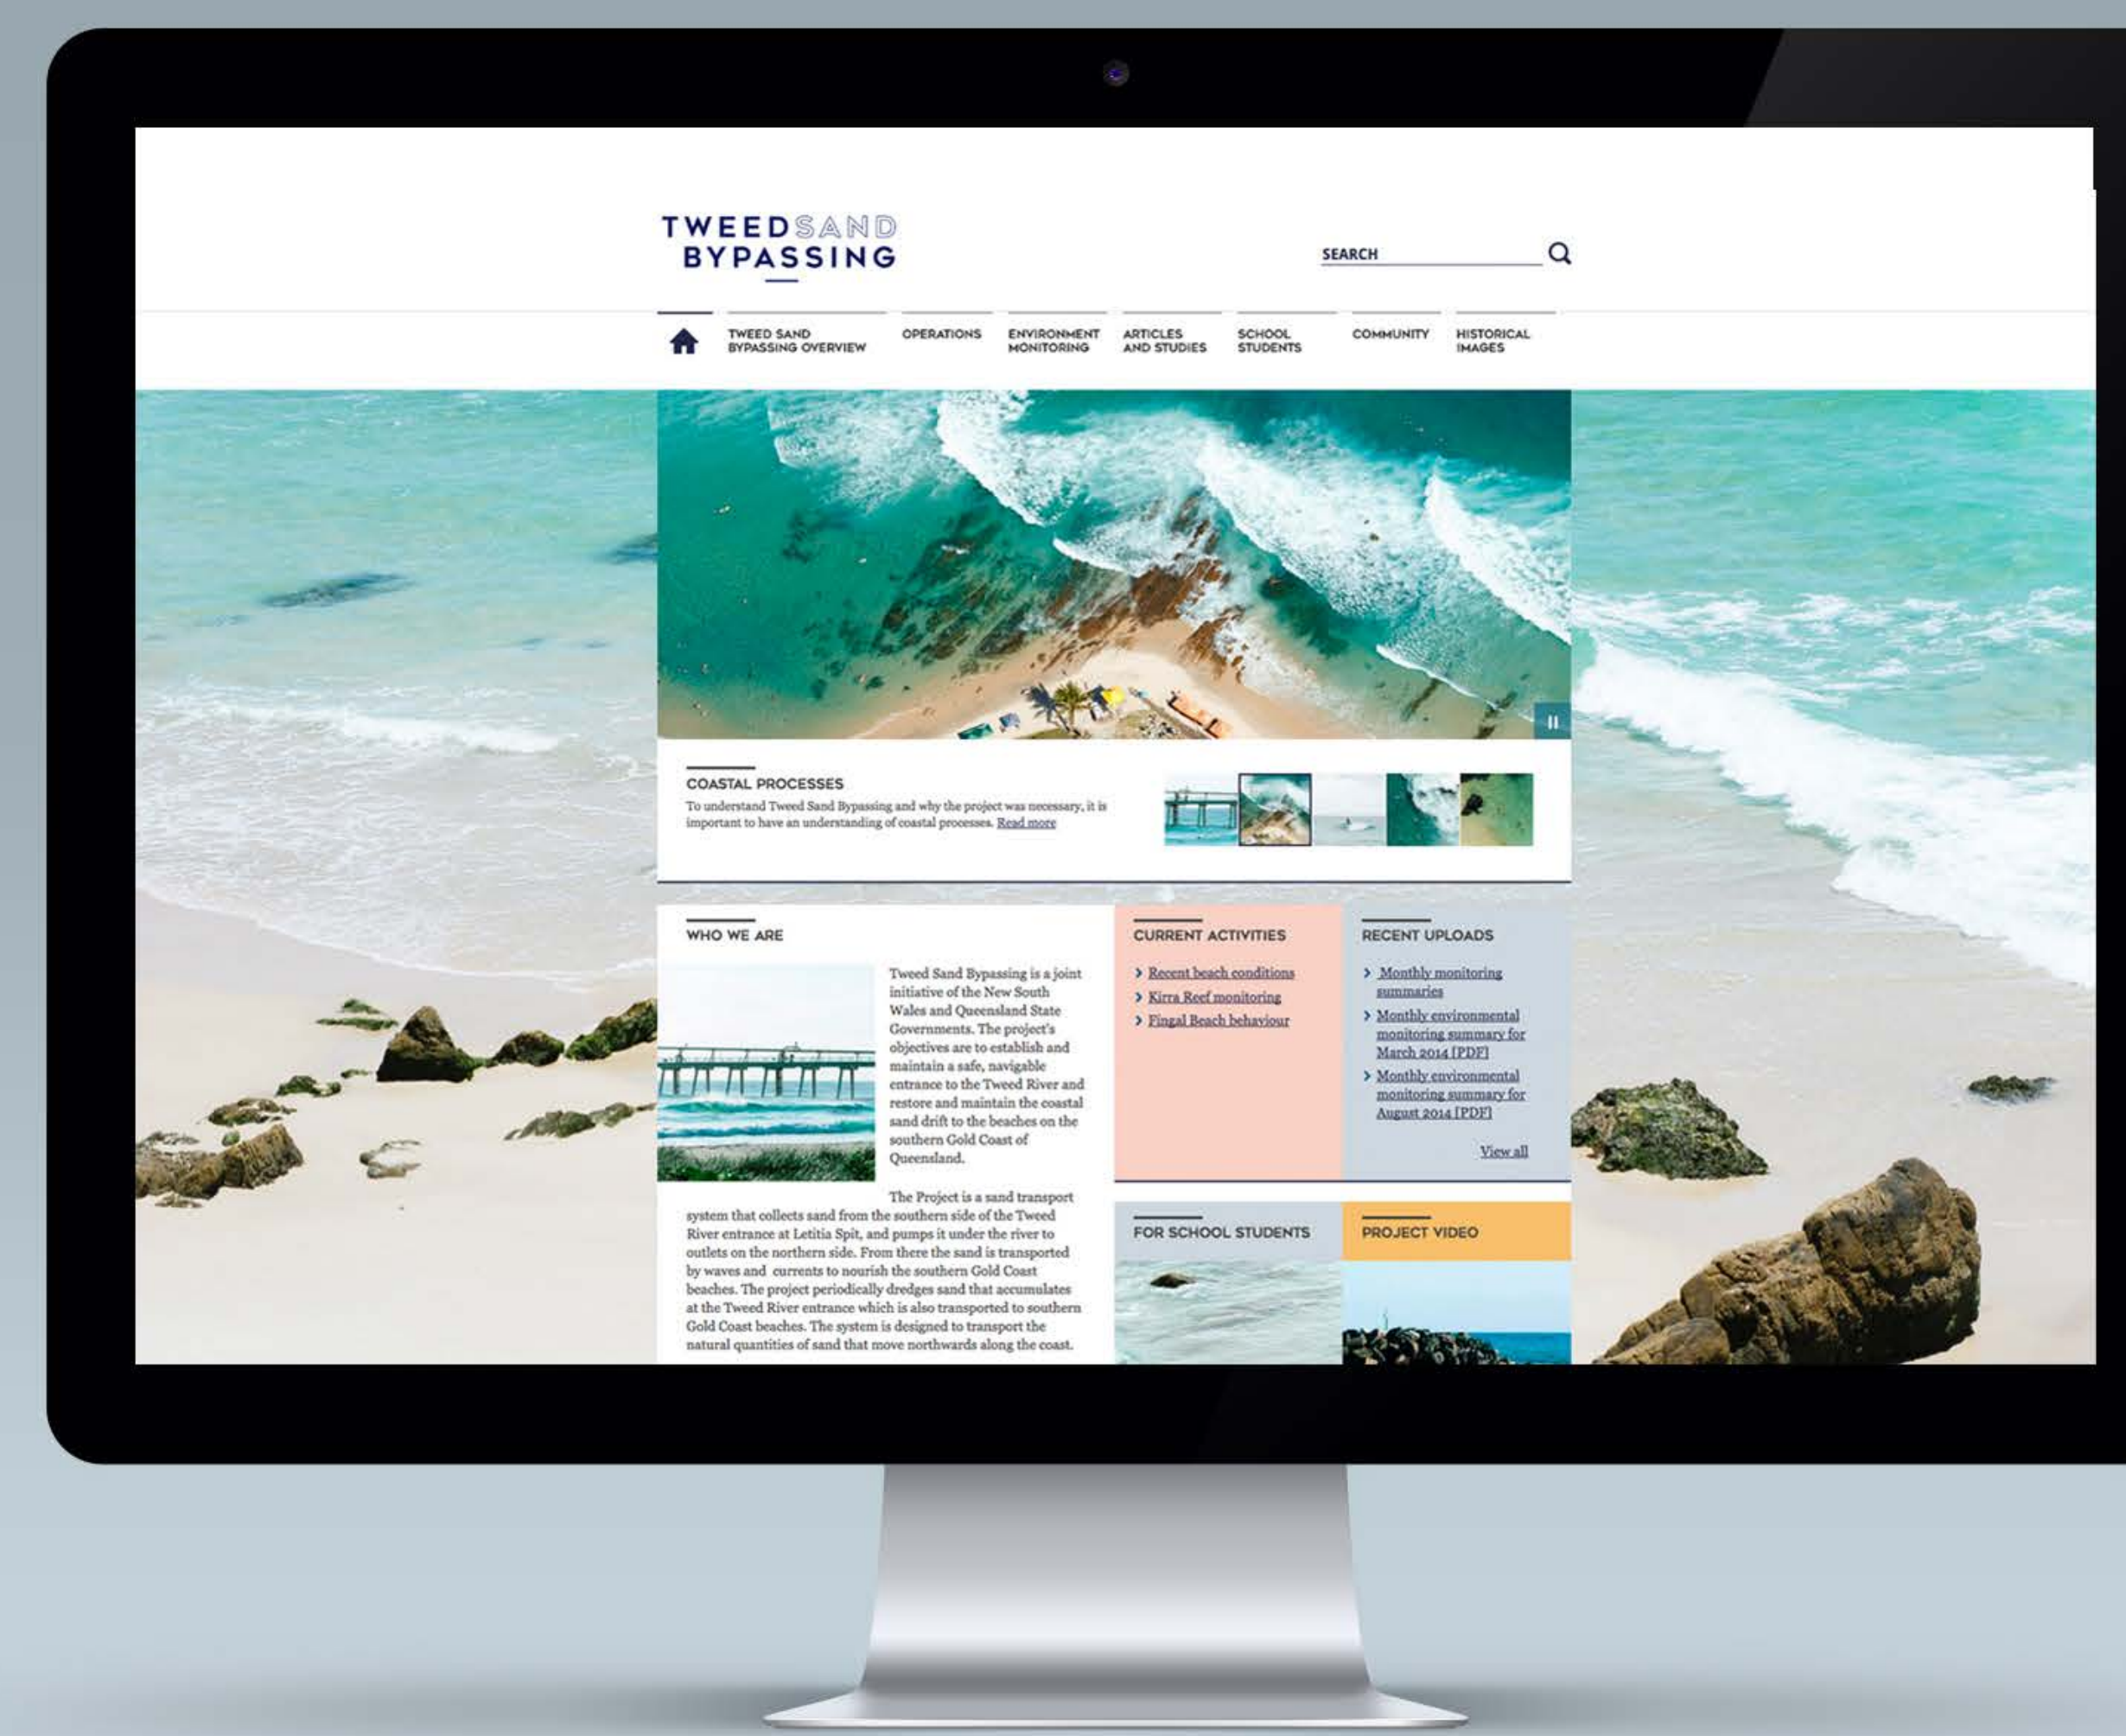 TWEEDSAND
BYPASSING
SEARCH
TWEED SAND
BYPASSING OVERVIEW
OPERATIONS
ENVIRONMENT
MONITORING
ARTICLES
AND STUDIES
SCHOOL
STUDENTS
COMMUNITY
HISTORICAL
IMAGES
COASTAL PROCESSES
To understand Tweed Sand Bypassing and why the project was necessary, it is
important to have an understanding of coastal processes. Read more
WHO WE ARE
Tweed Sand Bypassing is a joint
initiative of the New South
Wales and Queensland State
Governments. The project's
objectives are to establish and
maintain a safe, navigable
entrance to the Tweed River and
restore and maintain the coastal
sand drift to the beaches on the
southern Gold Coast of
Queensland.
The Project is a sand transport
system that collects sand from the southern side of the Tweed
River entrance at Letitia Spit, and pumps it under the river to
outlets on the northern side. From there the sand is transported
by waves and currents to nourish the southern Gold Coast
beaches. The project periodically dredges sand that accumulates
at the Tweed River entrance which is also transported to southern
Gold Coast beaches. The system is designed to transport the
natural quantities of sand that move northwards along the coast.
CURRENT ACTIVITIES
Recent beach conditions
Kirra Reef monitoring
Fingal Beach behaviour
RECENT UPLOADS
Monthly monitoring
summaries
Monthly environmental
monitoring summary for
March 2014 [PDF]
Monthly environmental
monitoring summary for
August 2014 [PDF]
View all
FOR SCHOOL STUDENTS
PROJECT VIDEO